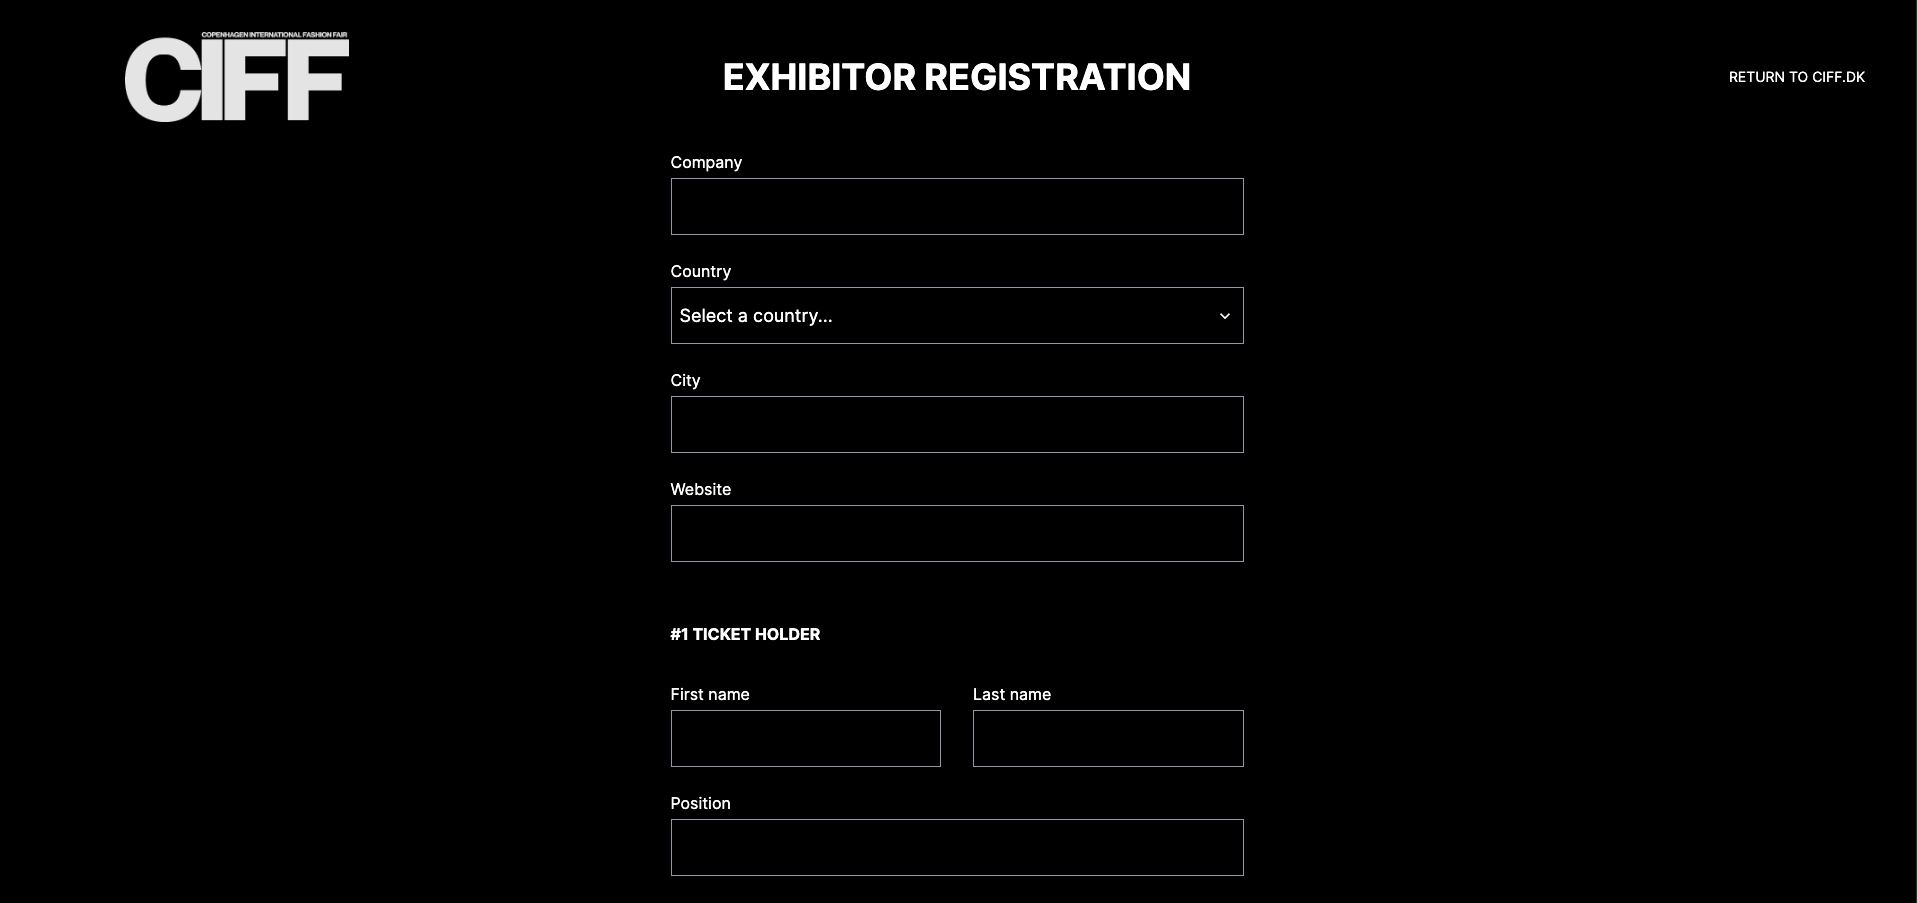 COPENHAGEN INTERNATIONAL FASHION FAIR
CIFF
EXHIBITOR REGISTRATION
RETURN TO CIFF.DK
Company
Country
Select a country...
City
Website
#1 TICKET HOLDER
First name
Last name
Position